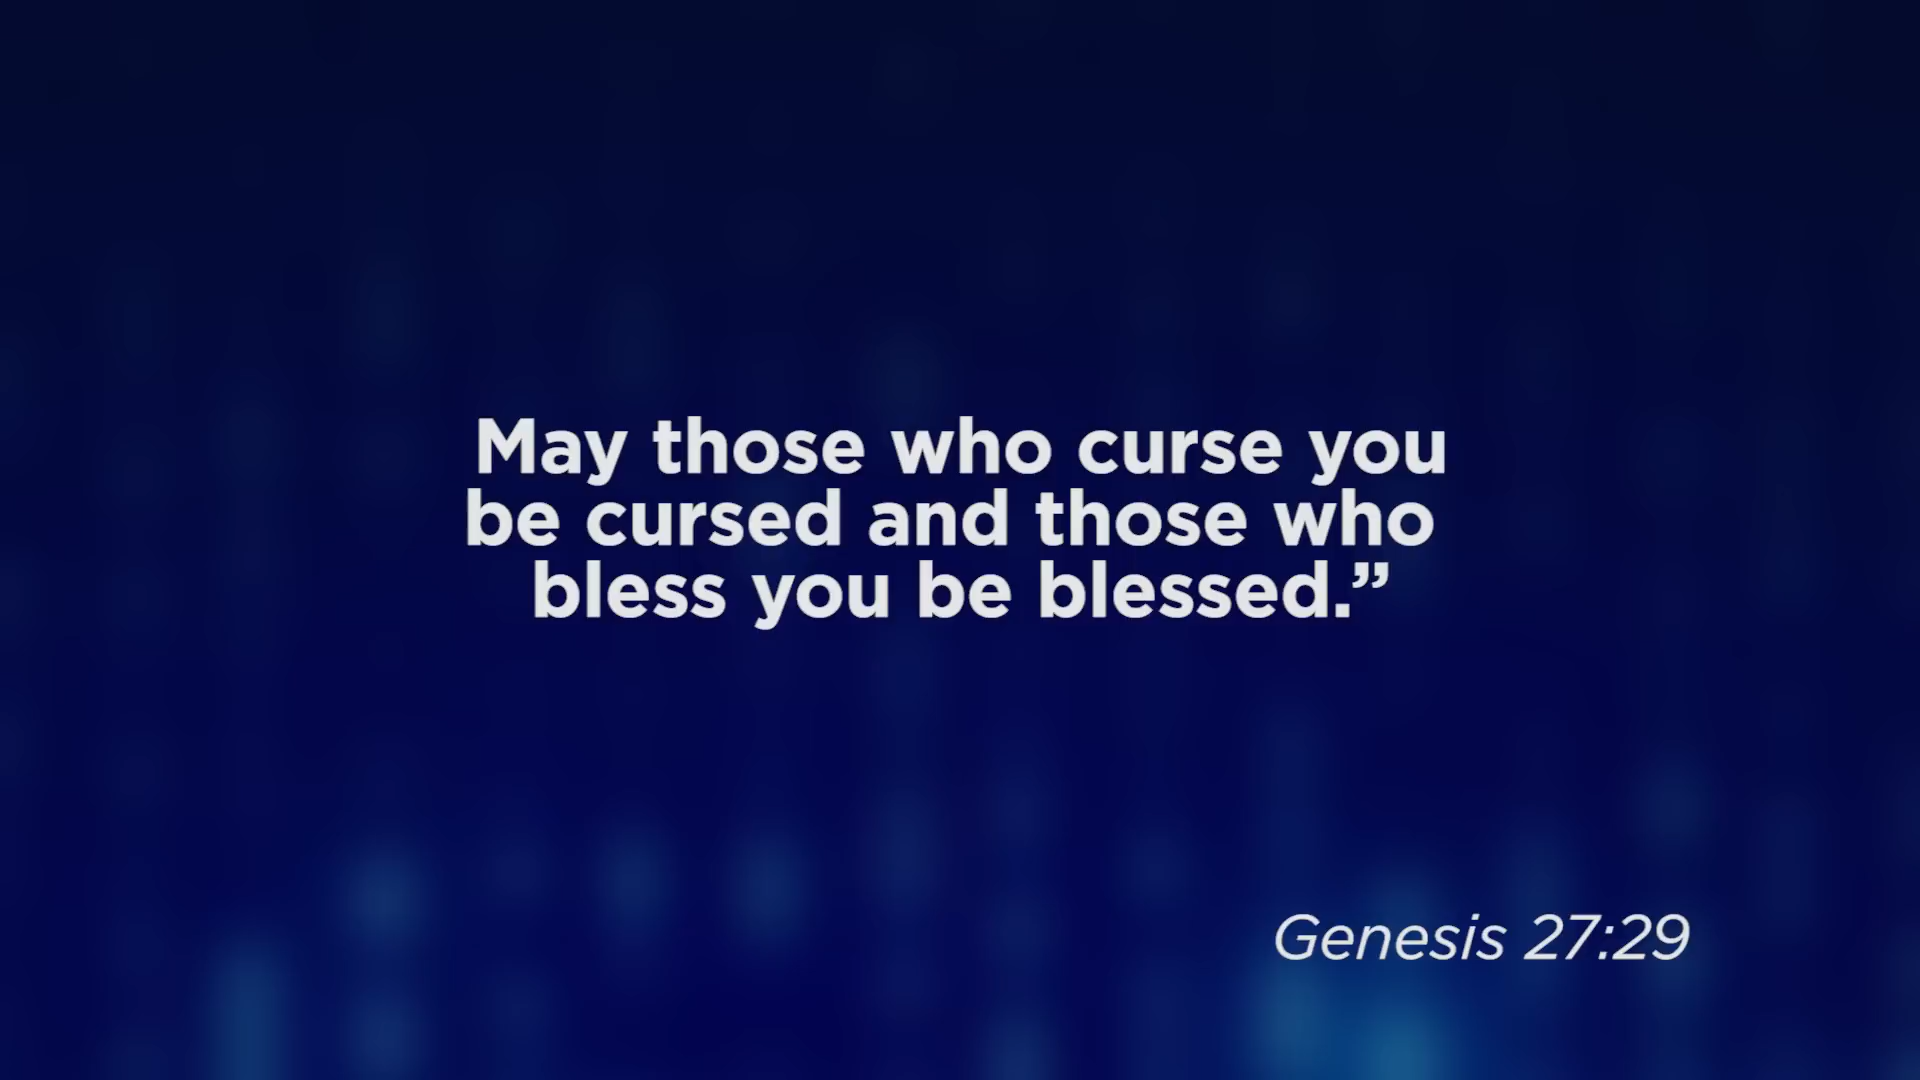 May those who curse you
be cursed and those who
bless you be blessed.”
Genesis 27:29